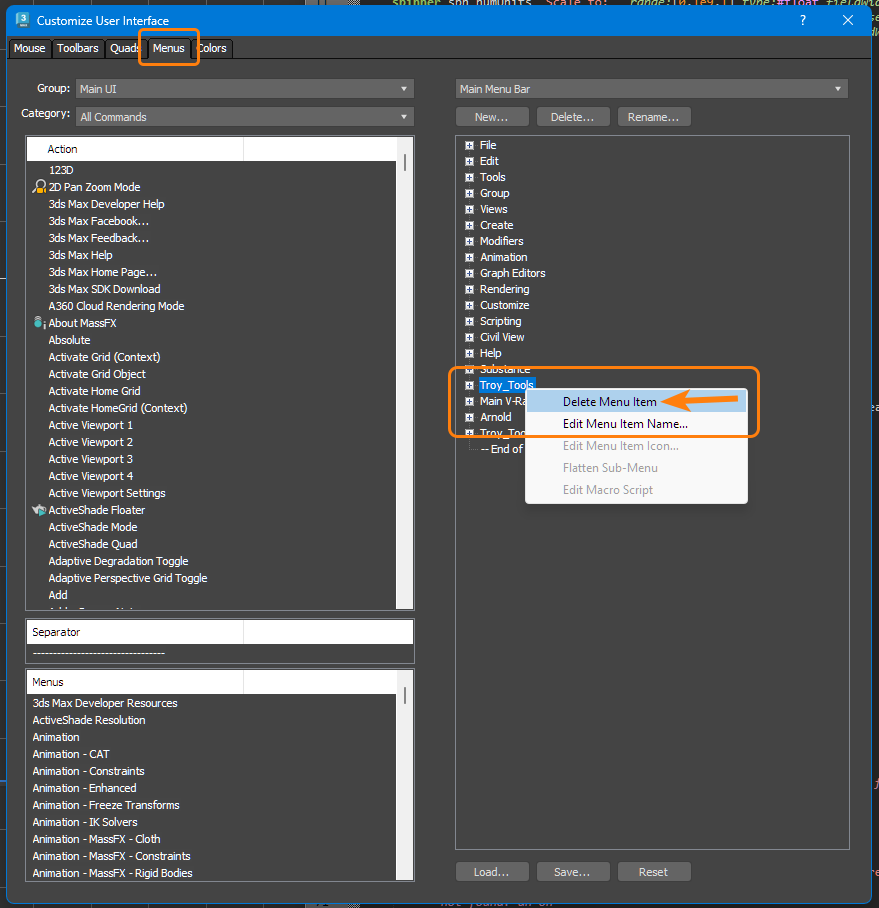 spinner spn_numUnits "Scale to:
type:#float
Customize User Interface
?
Mouse
Toolbars
Quads
Menus
Colors
Group:
Main UI
Category:
All Commands
Action
123D
2D Pan Zoom Mode
3ds Max Developer Help
3ds Max Facebook...
3ds Max Feedback...
3ds Max Help
3ds Max Home Page...
3ds Max SDK Download
A360 Cloud Rendering Mode
About MassFX
Absolute
Activate Grid (Context)
Activate Grid Object
Activate Home Grid
Activate HomeGrid (Context)
Active Viewport 1
Active Viewport 2
Active Viewport 3
Active Viewport 4
Active Viewport Settings
ActiveShade Floater
ActiveShade Mode
ActiveShade Quad
Adaptive Degradation Toggle
Adaptive Perspective Grid Toggle
Add
Separator
---------------------------------
Menus
3ds Max Developer Resources
ActiveShade Resolution
Animation
Animation - CAT
Animation - Constraints
Animation - Enhanced
Animation - Freeze Transforms
Animation - IK Solvers
Animation - MassFX - Cloth
Animation - MassFX - Constraints
Animation - MassFX - Rigid Bodies
Main Menu Bar
New...
Delete...
Rename...
File
Edit
Tools
Group
Views
Create
Modifiers
Animation
Graph Editors
Rendering
Customize
Scripting
Civil View
Help
Substance
Troy_Tools
Main V-Ra
Arnold
Troy_Too
-- End of
Delete Menu Item
Edit Menu Item Name...
Edit Menu Item Icon...
Flatten Sub-Menu
Edit Macro Script
Load...
Save...
Reset